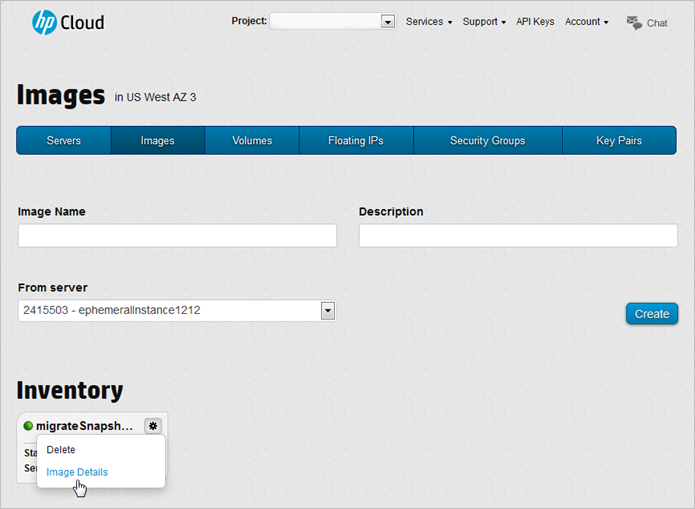 hp Cloud Project: Services Support API Keys Account Chat
Images in US West AZ 3
Servers Images Volumes Floating IPs Security Groups Key Pairs
Image Name Description
From server
2415503 - ephemeralInstance1212 Create
Inventory
migrateSnapsh...
Delete
Sta
Image Details
Ser